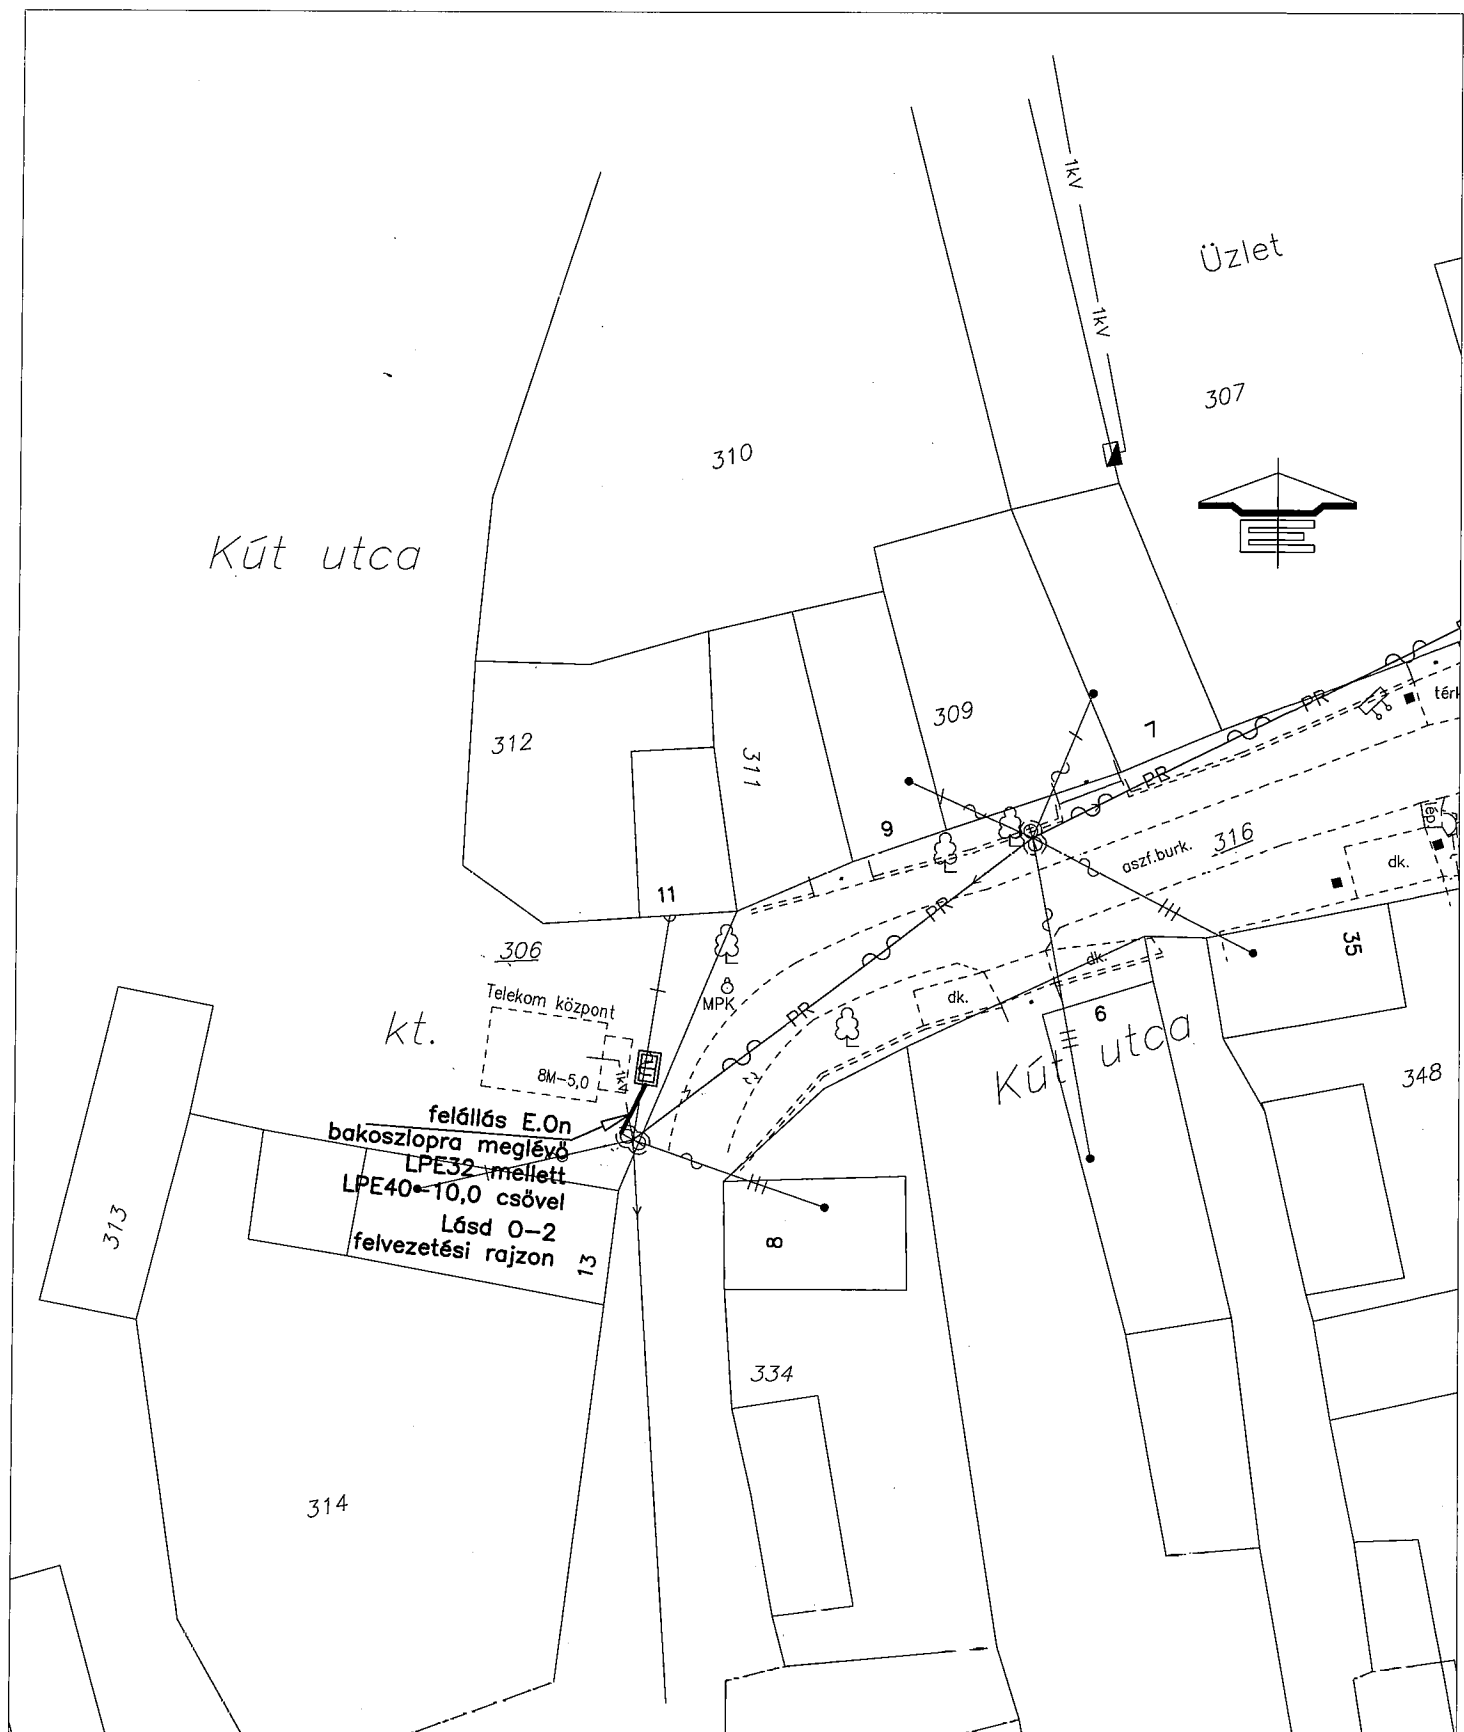 1kV
Üzlet
1kV
307
310
Kút utca
309
7
PR
térk
312
311
PR
9
aszf.burk.
316
lép
dk.
11
PR
35
306
dk.
MPK
dk.
Telekom központ
PR
6
kt.
Kút utca
8M-5,0
1kV
348
felállás E.On
bakoszlopra meglévő
LPE32 mellett
LPE40-10,0 csővel
Lásd O-2
felvezetési rajzon
13
313
8
334
314